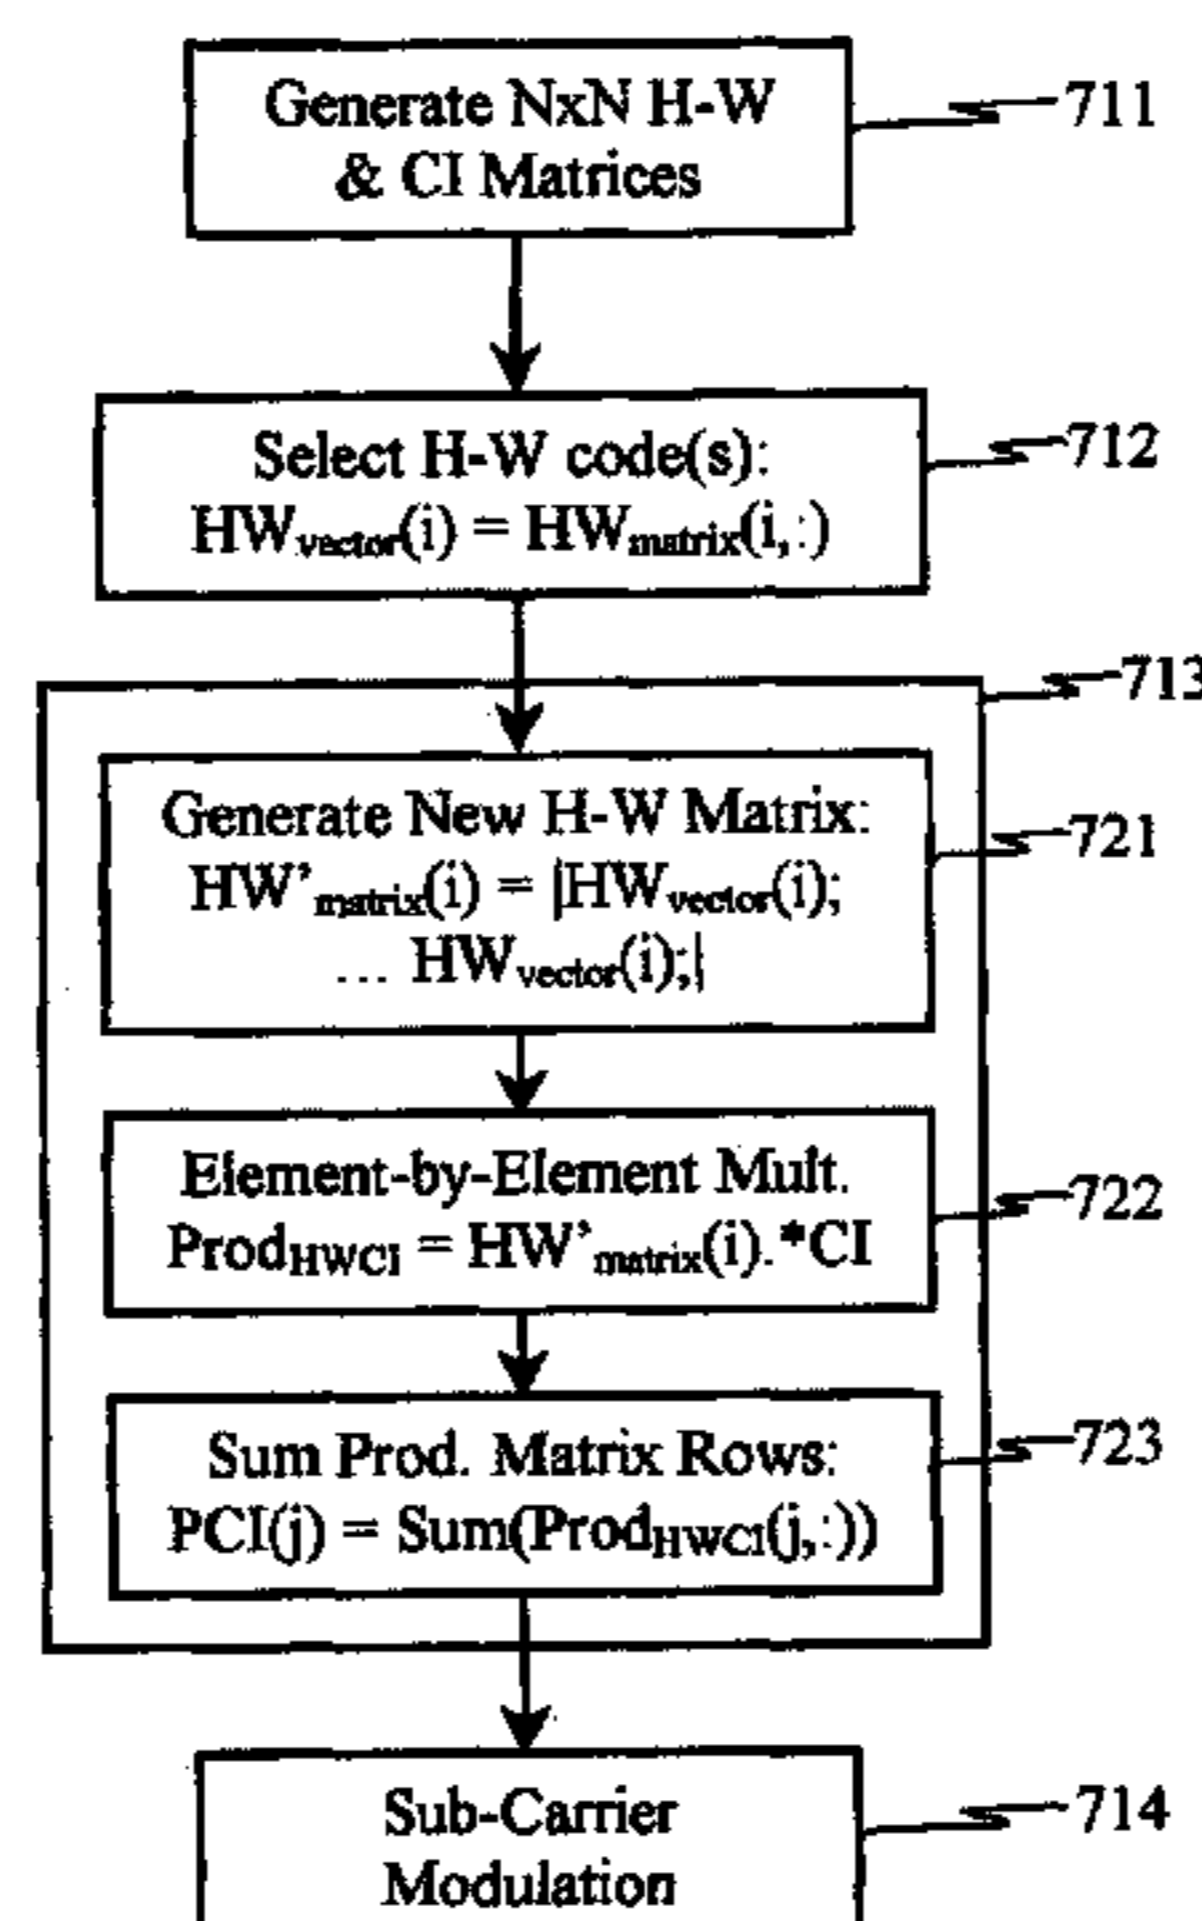 Generate NxN H-W
& CI Matrices
711
Select H-W code(s):
HWvector(i) = HWmatrix(i,:)
712
713
Generate New H-W Matrix:
HW’matrix(i) = |HWvector(i);
... HWvector(i);|
721
Element-by-Element Mult.
ProdHWCI = HW’matrix(i).*CI
722
Sum Prod. Matrix Rows:
PCI(j) = Sum(ProdHWCI(j,:))
723
Sub-Carrier
Modulation
714